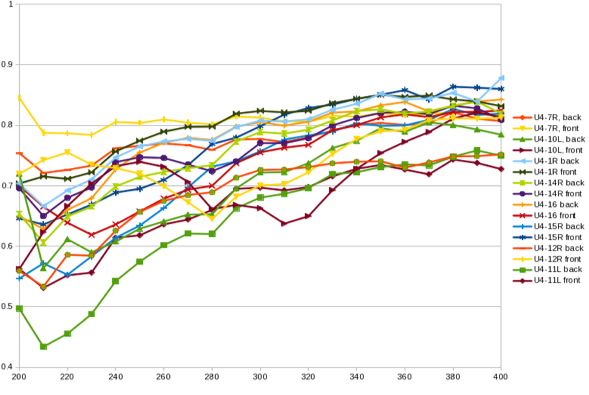 1
0.9
0.8
0.7
0.6
0.5
0.4
200 220 240 260 280 300 320 340 360 380 400
U4-7R, back
U4-7R, front
U4-10L, back
U4-10L, front
U4-1R back
U4-1R front
U4-14R back
U4-14R front
U4-16 back
U4-16 front
U4-15R back
U4-15R front
U4-12R back
U4-12R front
U4-11L back
U4-11L front